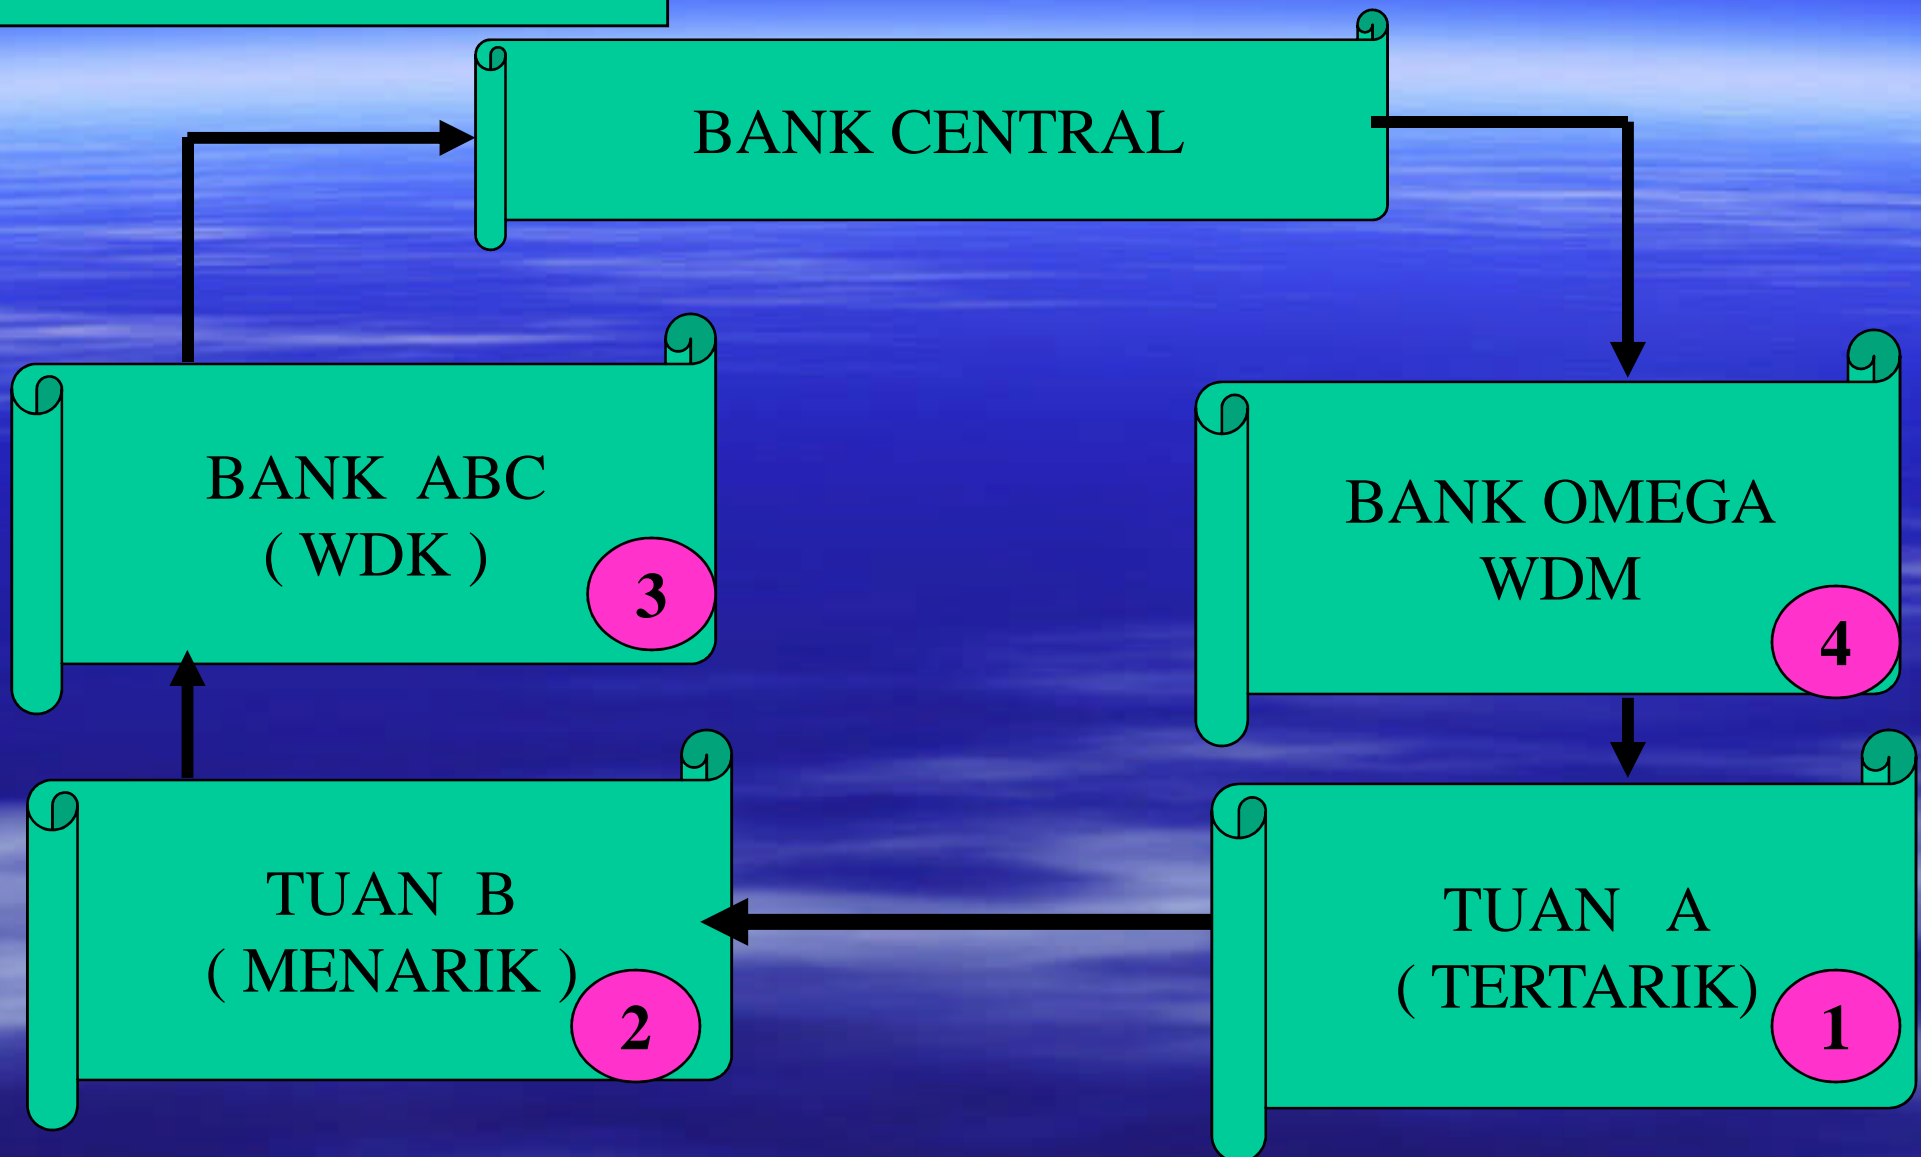 BANK CENTRAL
BANK ABC
( WDK )
3
BANK OMEGA
WDM
4
TUAN B
( MENARIK )
2
TUAN A
( TERTARIK)
1